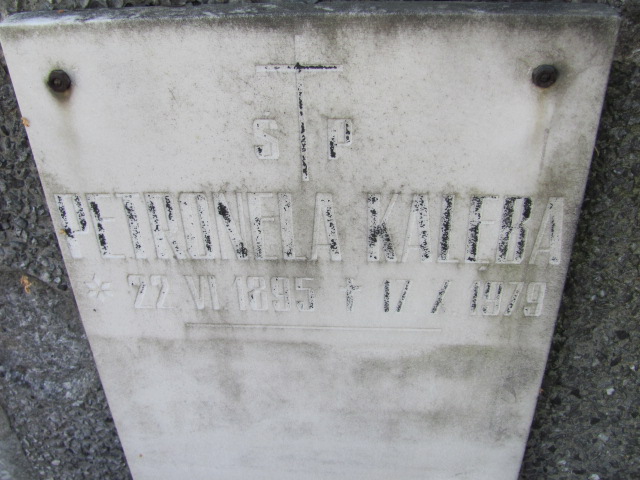 S P
PETRONELA KALĘBA
* 22 VI 1895 † 17 X 1979